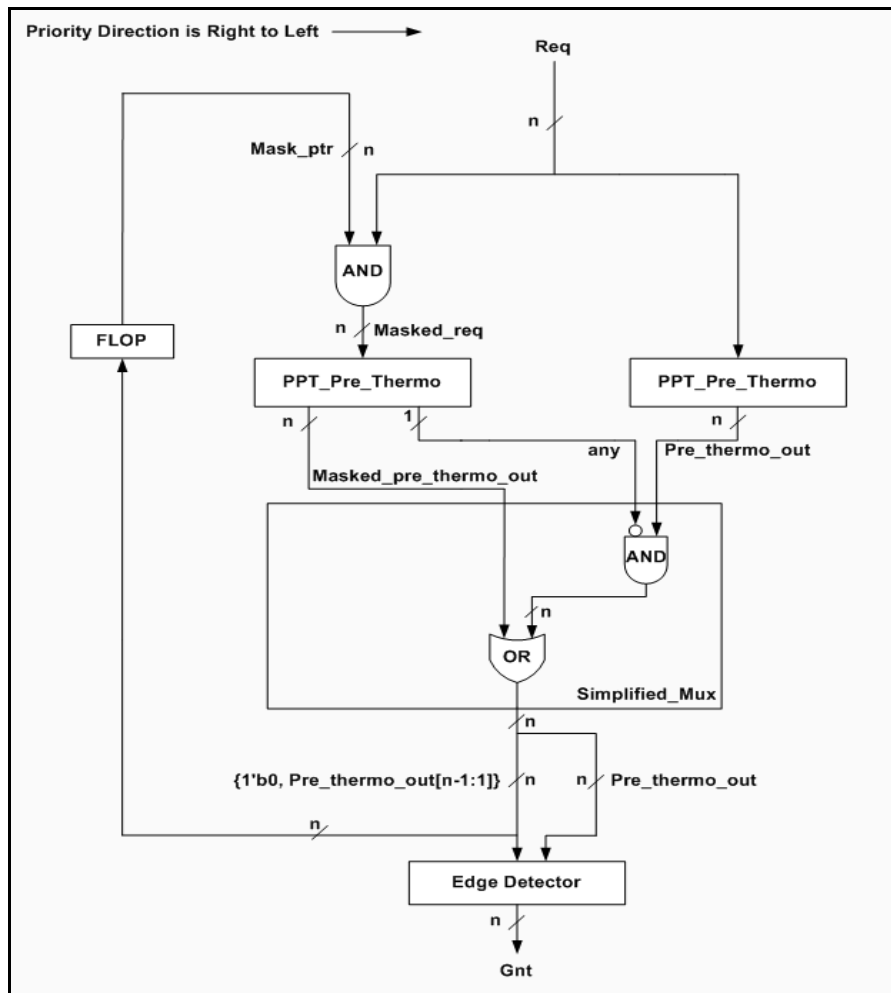 Priority Direction is Right to Left
Req
n
Mask_ptr
n
AND
n
Masked_req
FLOP
PPT_Pre_Thermo
PPT_Pre_Thermo
n
1
n
any
Pre_thermo_out
Masked_pre_thermo_out
AND
n
OR
Simplified_Mux
n
{1'b0, Pre_thermo_out[n-1:1]}
n
n
Pre_thermo_out
n
Edge Detector
n
Gnt